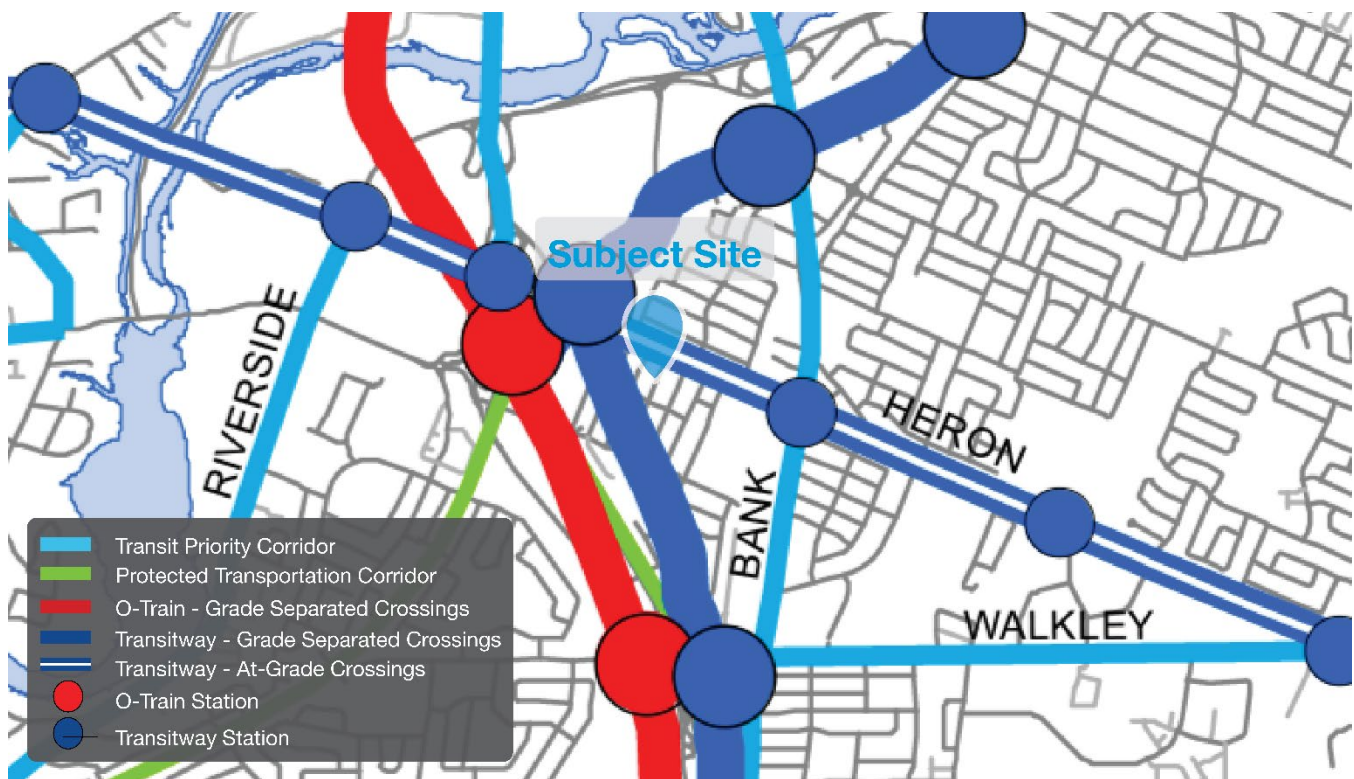 Subject Site
RIVERSIDE
HERON
BANK
WALKLEY
Transit Priority Corridor
Protected Transportation Corridor
O-Train - Grade Separated Crossings
Transitway - Grade Separated Crossings
Transitway - At-Grade Crossings
O-Train Station
Transitway Station